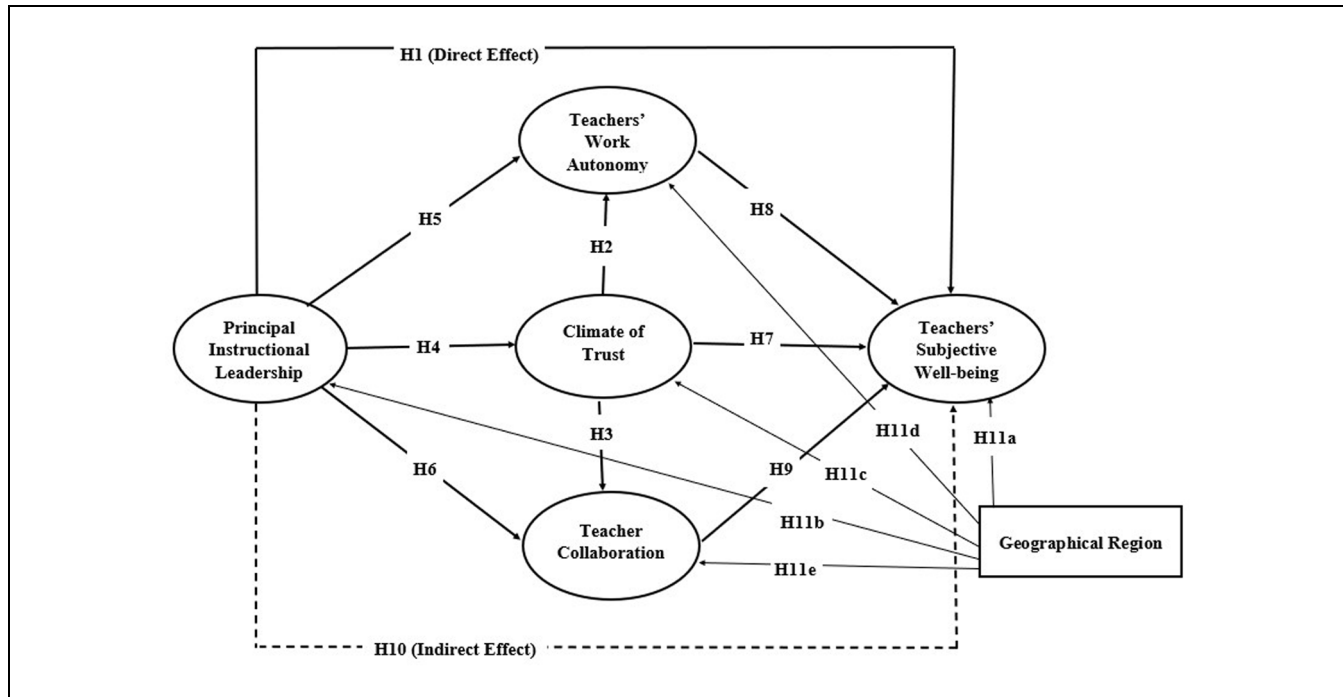 H1 (Direct Effect)
Teachers'
Work
Autonomy
H5
H8
H2
Principal
Instructional
Leadership
H4
Climate of
Trust
H7
Teachers'
Subjective
Well-being
H3
H11d
H11a
H6
H9
H11c
H11b
Teacher
Collaboration
Geographical Region
H11e
H10 (Indirect Effect)